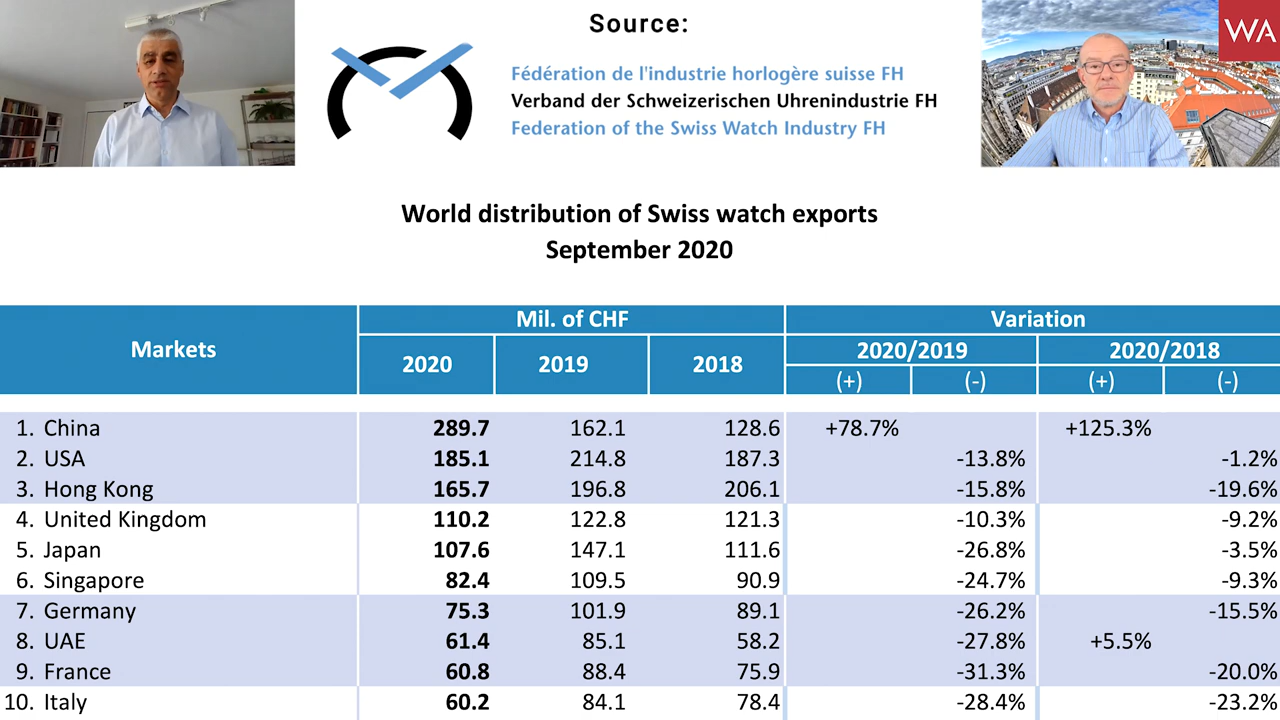 Source:
WA
Fédération de l'industrie horlogère suisse FH
Verband der Schweizerischen Uhrenindustrie FH
Federation of the Swiss Watch Industry FH
World distribution of Swiss watch exports
September 2020
Markets Mil. of CHF Variation
2020 2019 2018 2020/2019 2020/2018
(+) (-) (+) (-)
1. China 289.7 162.1 128.6 +78.7% +125.3%
2. USA 185.1 214.8 187.3 -13.8% -1.2%
3. Hong Kong 165.7 196.8 206.1 -15.8% -19.6%
4. United Kingdom 110.2 122.8 121.3 -10.3% -9.2%
5. Japan 107.6 147.1 111.6 -26.8% -3.5%
6. Singapore 82.4 109.5 90.9 -24.7% -9.3%
7. Germany 75.3 101.9 89.1 -26.2% -15.5%
8. UAE 61.4 85.1 58.2 -27.8% +5.5%
9. France 60.8 88.4 75.9 -31.3% -20.0%
10. Italy 60.2 84.1 78.4 -28.4% -23.2%